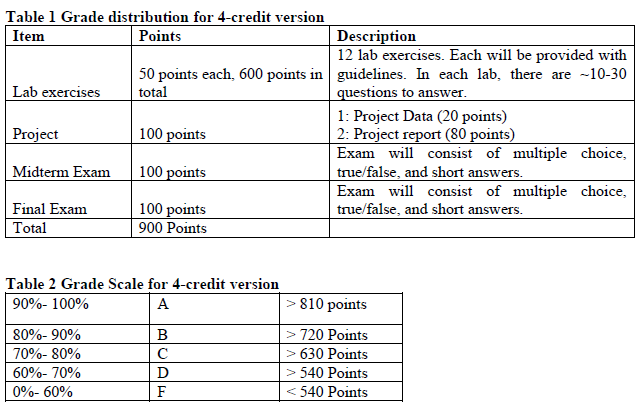 Table 1 Grade distribution for 4-credit version
Item Points Description
Lab exercises
50 points each, 600 points in
total
12 lab exercises. Each will be provided with
guidelines. In each lab, there are ~10-30
questions to answer.
Project
100 points
1: Project Data (20 points)
2: Project report (80 points)
Midterm Exam
100 points
Exam will consist of multiple choice,
true/false, and short answers.
Final Exam
100 points
Exam will consist of multiple choice,
true/false, and short answers.
Total 900 Points
Table 2 Grade Scale for 4-credit version
90%- 100% A > 810 points
80%- 90% B > 720 Points
70%- 80% C > 630 Points
60%- 70% D > 540 Points
0%- 60% F < 540 Points